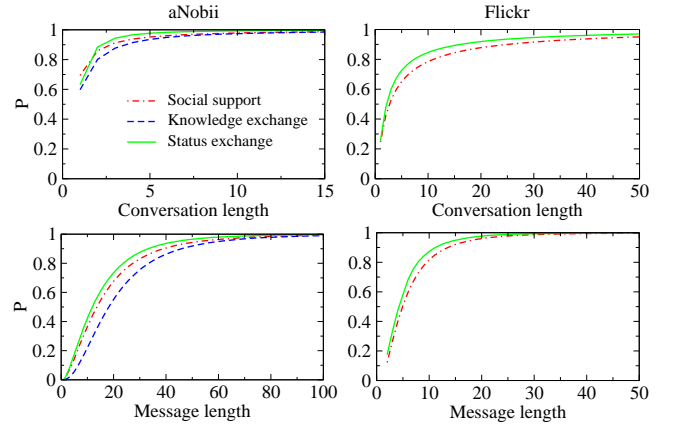 aNobii
Flickr
1
0.8
0.6
0.4
0.2
0
P
Social support
Knowledge exchange
Status exchange
0 5 10 15
Conversation length
1
0.8
0.6
0.4
0.2
0
0 10 20 30 40 50
Conversation length
1
0.8
0.6
0.4
0.2
0
P
0 20 40 60 80 100
Message length
1
0.8
0.6
0.4
0.2
0
0 10 20 30 40 50
Message length